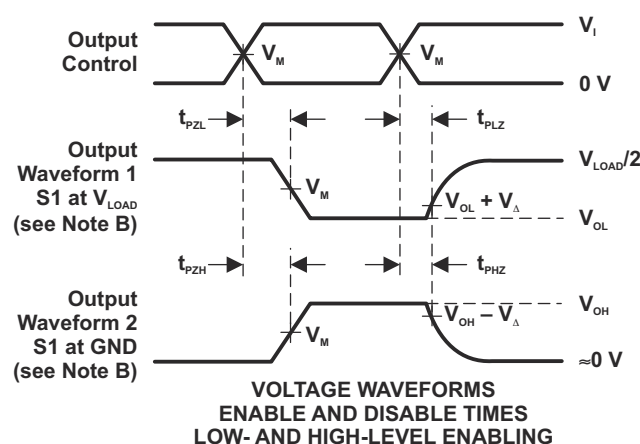 Output
Control
V_M
V_M
V_I
0 V
t_PZL
t_PLZ
Output
Waveform 1
S1 at V_LOAD
(see Note B)
V_M
V_LOAD/2
V_OL + V_Δ
V_OL
t_PZH
t_PHZ
Output
Waveform 2
S1 at GND
(see Note B)
V_M
V_OH
V_OH – V_Δ
≈0 V
VOLTAGE WAVEFORMS
ENABLE AND DISABLE TIMES
LOW- AND HIGH-LEVEL ENABLING